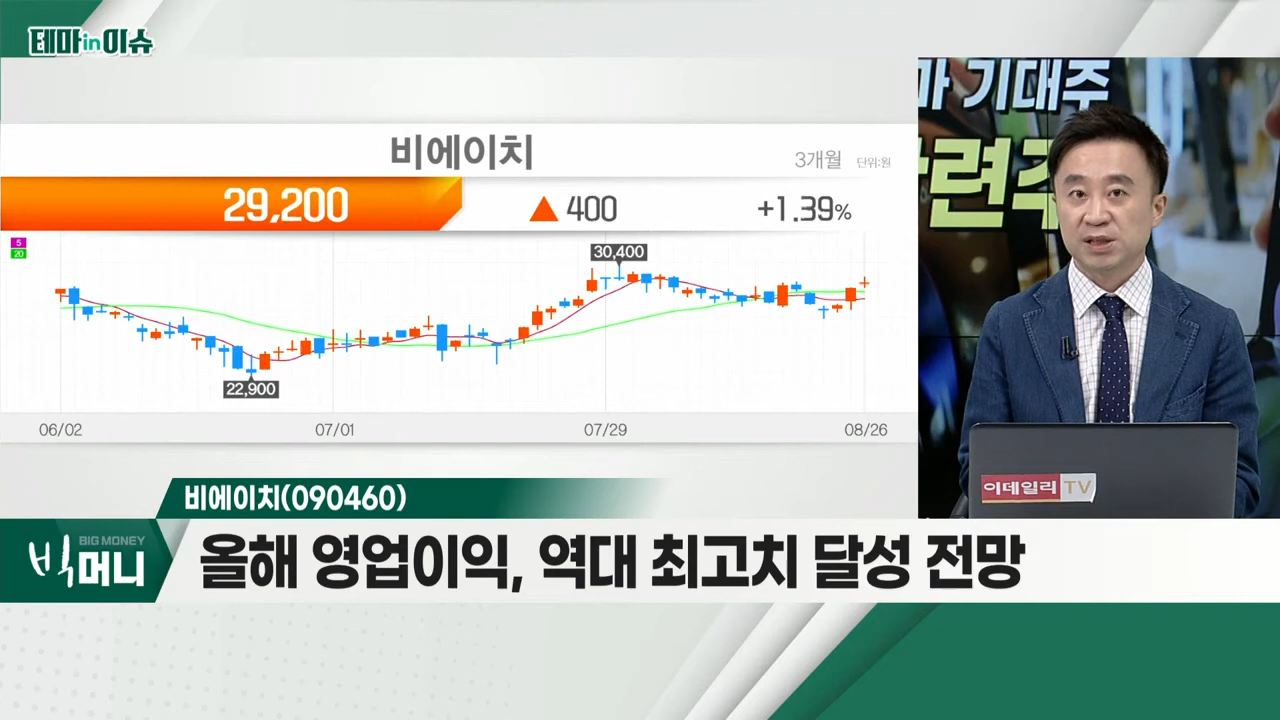 테마in이슈
비에이치
3개월 단위:원
29,200 ▲400 +1.39%
5
20
30,400
22,900
06/02 07/01 07/29 08/26
기대주
련주
이데일리TV
비에이치(090460)
BIG MONEY
빅머니
올해 영업이익, 역대 최고치 달성 전망